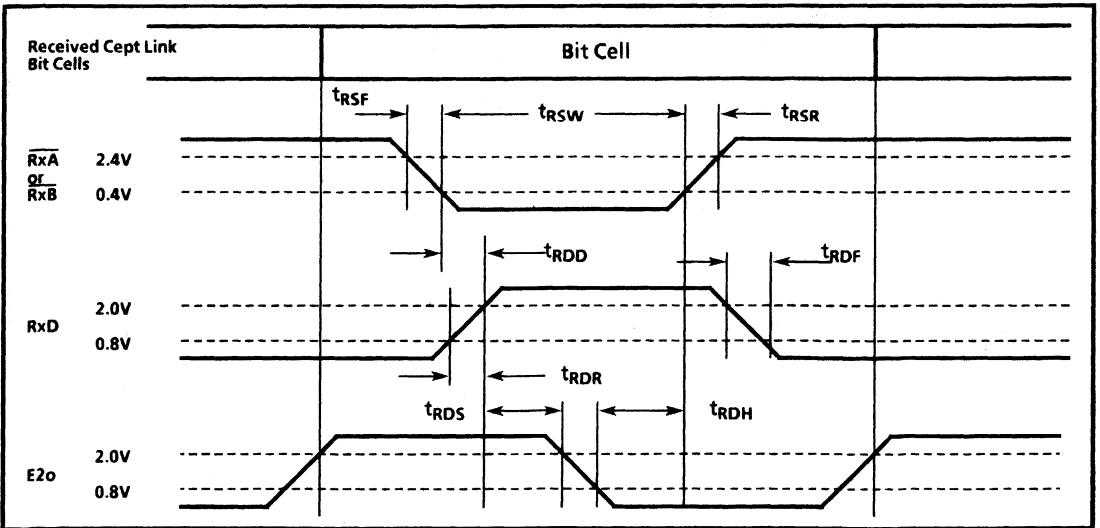 Received Cept Link
Bit Cells
Bit Cell
tRSF
tRSW
tRSR
RxA 2.4V
or
RxB 0.4V
tRDD
tRDF
2.0V
RxD
0.8V
tRDR
tRDS
tRDH
2.0V
E2o
0.8V